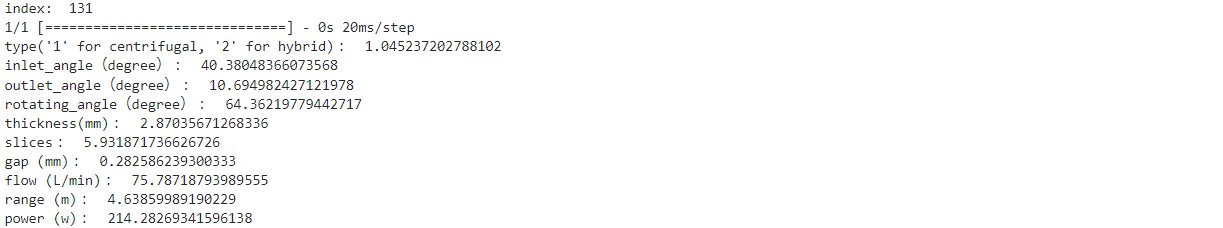 index:  131
1/1 [==============================] - 0s 20ms/step
type('1' for centrifugal, '2' for hybrid)：  1.045237202788102
inlet_angle（degree）：  40.38048366073568
outlet_angle（degree）：  10.694982427121978
rotating_angle（degree）：  64.36219779442717
thickness(mm)：  2.87035671268336
slices：  5.931871736626726
gap (mm)：  0.282586239300333
flow (L/min)：  75.78718793989555
range (m)：  4.63859989190229
power (w)：  214.28269341596138